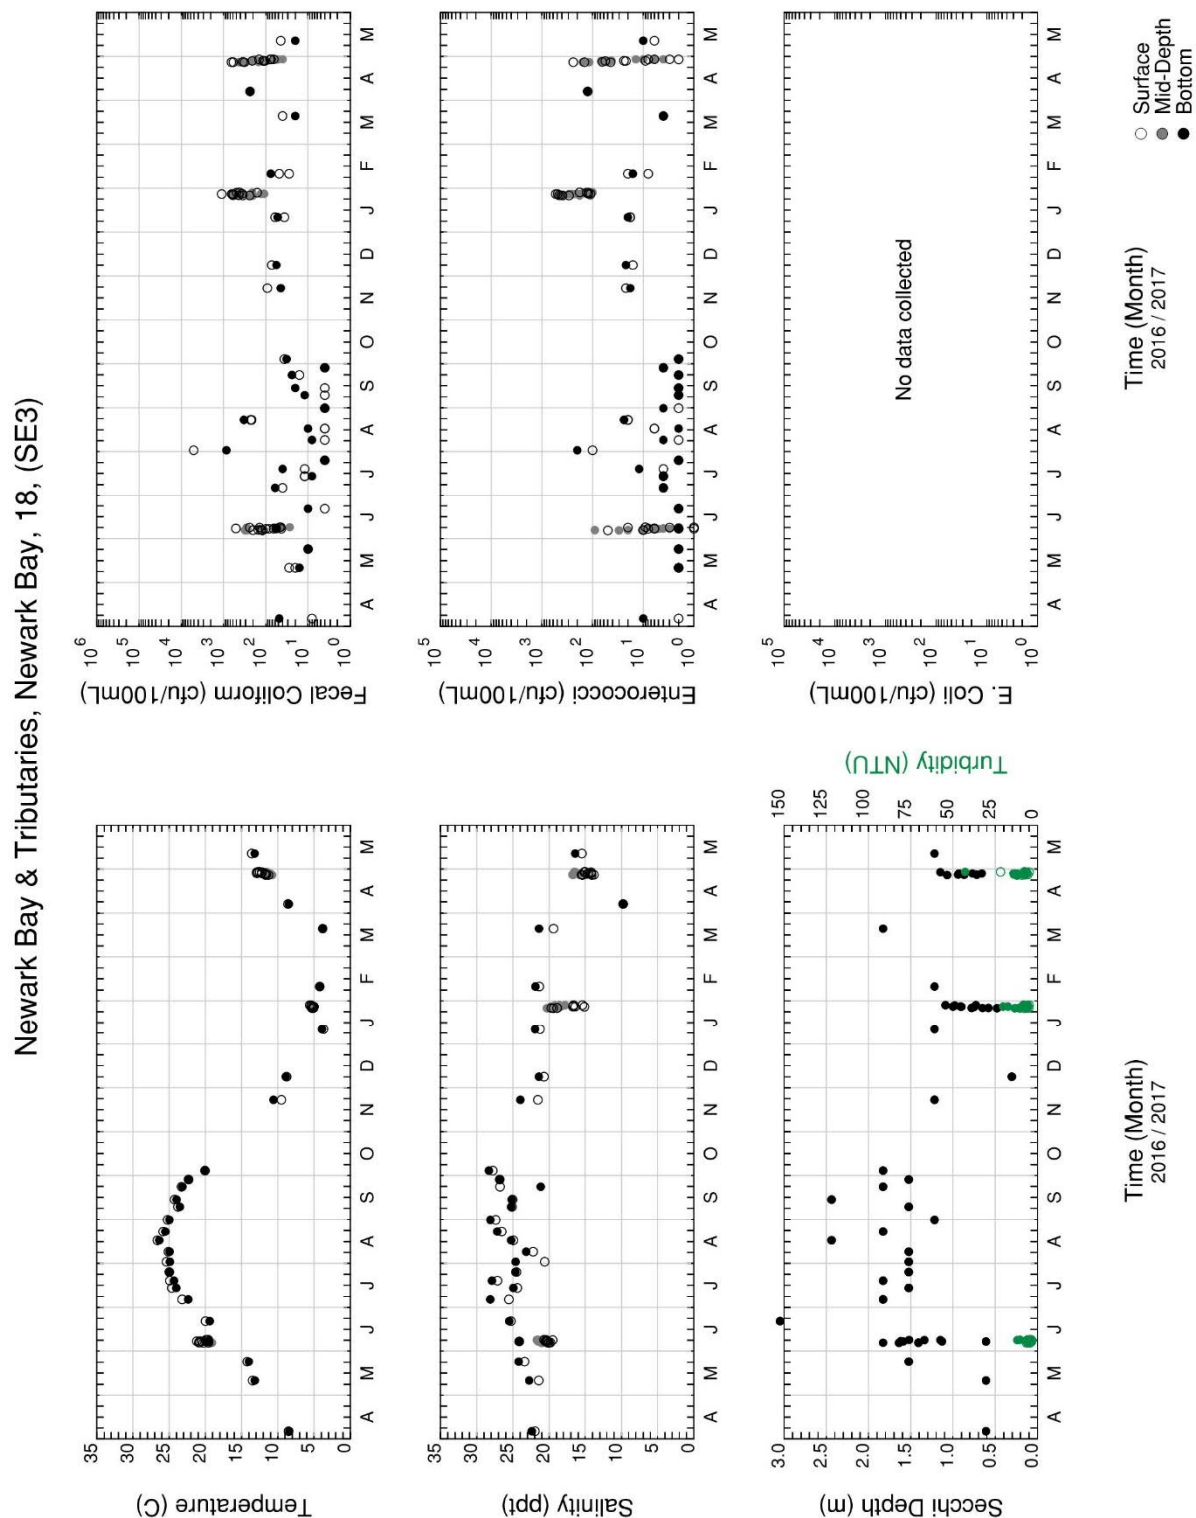 Newark Bay & Tributaries, Newark Bay, 18, (SE3)
Temperature (C)
35
30
25
20
15
10
5
0
A M J J A S O N D J F M A M
Fecal Coliform (cfu/100mL)
10 6
10 5
10 4
10 3
10 2
10 1
10 0
A M J J A S O N D J F M A M
Salinity (ppt)
35
30
25
20
15
10
5
0
A M J J A S O N D J F M A M
Enterococci (cfu/100mL)
10 5
10 4
10 3
10 2
10 1
10 0
A M J J A S O N D J F M A M
Secchi Depth (m)
3.0
2.5
2.0
1.5
1.0
0.5
0.0
Turbidity (NTU)
150
125
100
75
50
25
0
A M J J A S O N D J F M A M
Time (Month)
2016 / 2017
E. Coli (cfu/100mL)
10 5
10 4
10 3
10 2
10 1
10 0
No data collected
A M J J A S O N D J F M A M
Time (Month)
2016 / 2017
Surface
Mid-Depth
Bottom